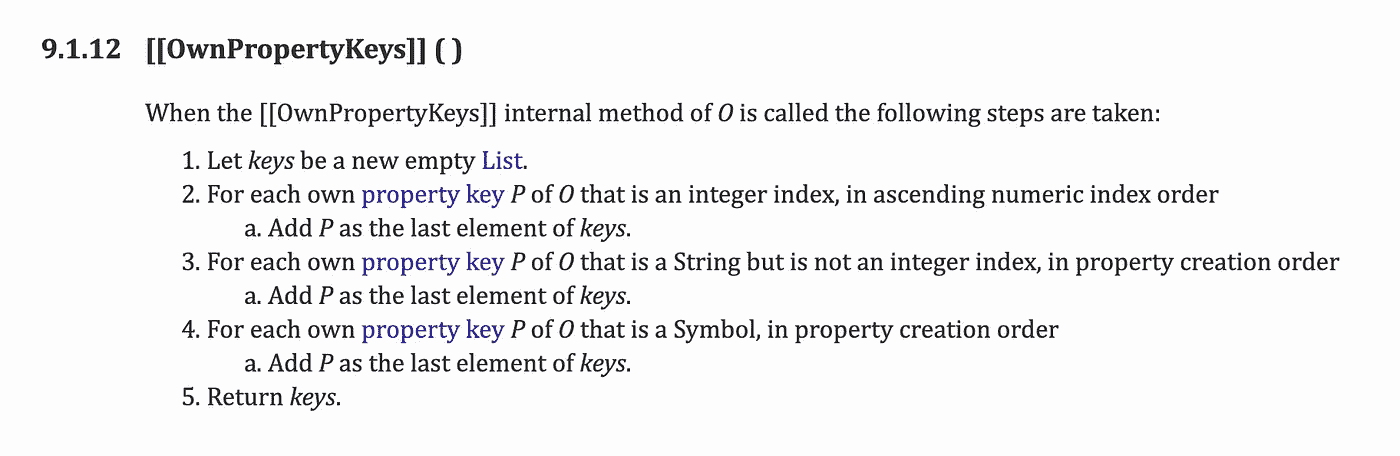 9.1.12 [[OwnPropertyKeys]] ( )
When the [[OwnPropertyKeys]] internal method of O is called the following steps are taken:
1. Let keys be a new empty List.
2. For each own property key P of O that is an integer index, in ascending numeric index order
a. Add P as the last element of keys.
3. For each own property key P of O that is a String but is not an integer index, in property creation order
a. Add P as the last element of keys.
4. For each own property key P of O that is a Symbol, in property creation order
a. Add P as the last element of keys.
5. Return keys.